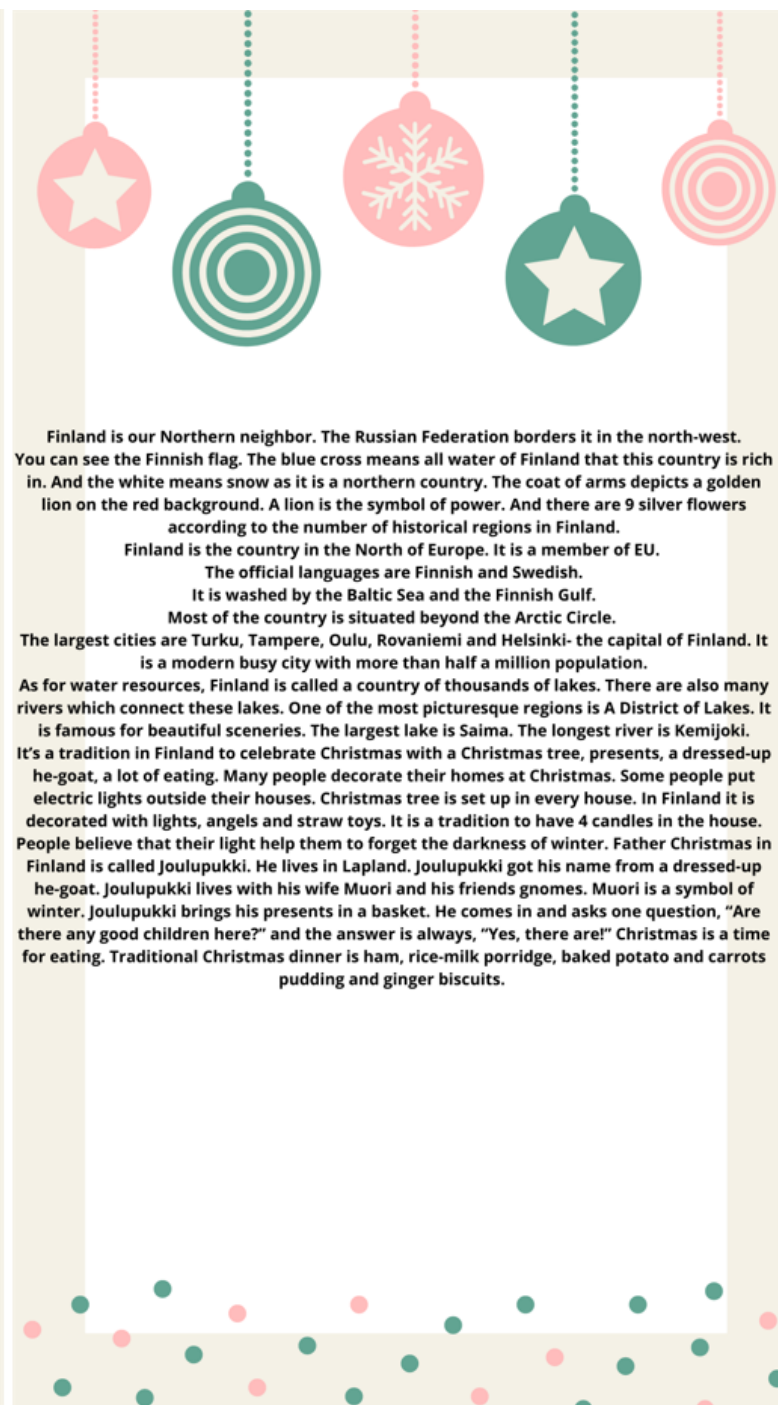 Finland is our Northern neighbor. The Russian Federation borders it in the north-west.
You can see the Finnish flag. The blue cross means all water of Finland that this country is rich
in. And the white means snow as it is a northern country. The coat of arms depicts a golden
lion on the red background. A lion is the symbol of power. And there are 9 silver flowers
according to the number of historical regions in Finland.
Finland is the country in the North of Europe. It is a member of EU.
The official languages are Finnish and Swedish.
It is washed by the Baltic Sea and the Finnish Gulf.
Most of the country is situated beyond the Arctic Circle.
The largest cities are Turku, Tampere, Oulu, Rovaniemi and Helsinki- the capital of Finland. It
is a modern busy city with more than half a million population.
As for water resources, Finland is called a country of thousands of lakes. There are also many
rivers which connect these lakes. One of the most picturesque regions is A District of Lakes. It
is famous for beautiful sceneries. The largest lake is Saima. The longest river is Kemijoki.
It’s a tradition in Finland to celebrate Christmas with a Christmas tree, presents, a dressed-up
he-goat, a lot of eating. Many people decorate their homes at Christmas. Some people put
electric lights outside their houses. Christmas tree is set up in every house. In Finland it is
decorated with lights, angels and straw toys. It is a tradition to have 4 candles in the house.
People believe that their light help them to forget the darkness of winter. Father Christmas in
Finland is called Joulupukki. He lives in Lapland. Joulupukki got his name from a dressed-up
he-goat. Joulupukki lives with his wife Muori and his friends gnomes. Muori is a symbol of
winter. Joulupukki brings his presents in a basket. He comes in and asks one question, “Are
there any good children here?” and the answer is always, “Yes, there are!” Christmas is a time
for eating. Traditional Christmas dinner is ham, rice-milk porridge, baked potato and carrots
pudding and ginger biscuits.